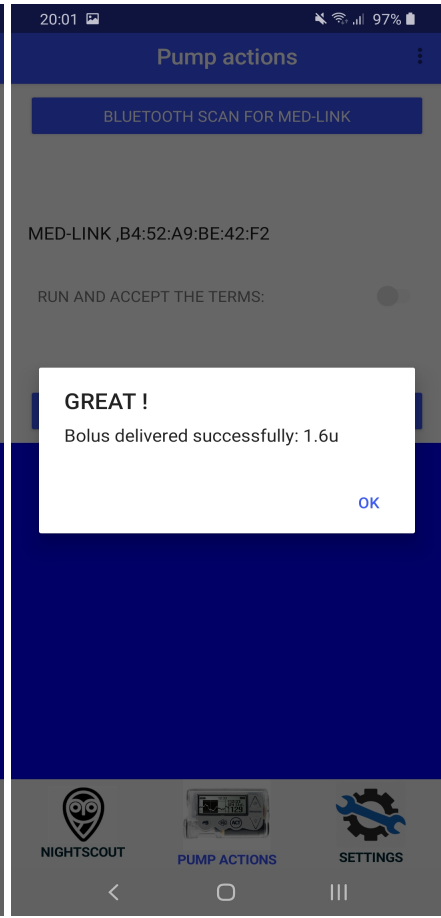 20:01 97%
Pump actions
BLUETOOTH SCAN FOR MED-LINK
MED-LINK ,B4:52:A9:BE:42:F2
RUN AND ACCEPT THE TERMS:
GREAT !
Bolus delivered successfully: 1.6u
OK
NIGHTSCOUT
PUMP ACTIONS
SETTINGS